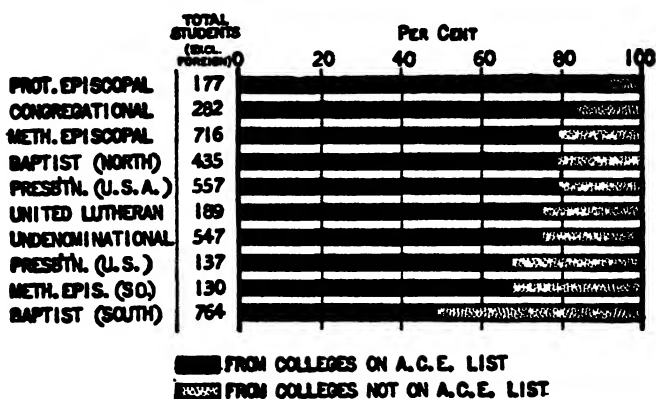 TOTAL
STUDENTS
(EXCL.
FOREIGN)
PER CENT
0 20 40 60 80 100
PROT. EPISCOPAL 177
CONGREGATIONAL 282
METH. EPISCOPAL 716
BAPTIST (NORTH) 435
PRESBTN. (U.S.A.) 557
UNITED LUTHERAN 189
UNDENOMINATIONAL 547
PRESBTN. (U.S.) 137
METH. EPIS. (SO.) 130
BAPTIST (SOUTH) 764
FROM COLLEGES ON A.C.E. LIST
FROM COLLEGES NOT ON A.C.E. LIST